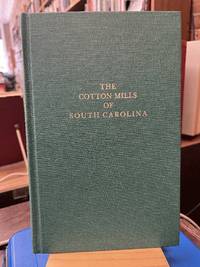 THE
COTTON MILLS
OF
SOUTH CAROLINA